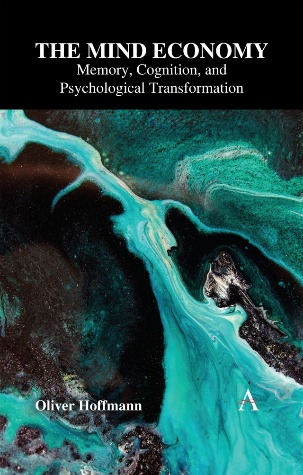 THE MIND ECONOMY
Memory, Cognition, and
Psychological Transformation
Oliver Hoffmann